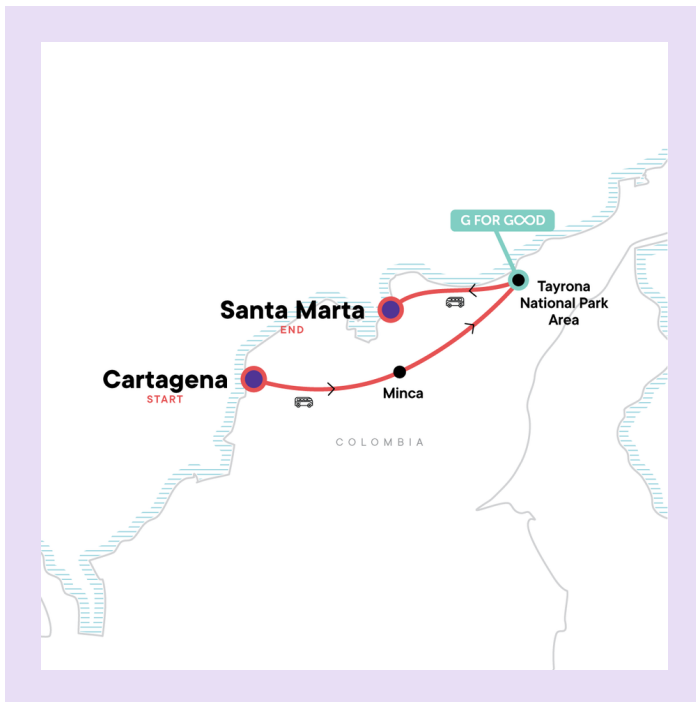 G FOR GOOD
Tayrona
National Park
Area
Santa Marta
END
Cartagena
START
Minca
COLOMBIA